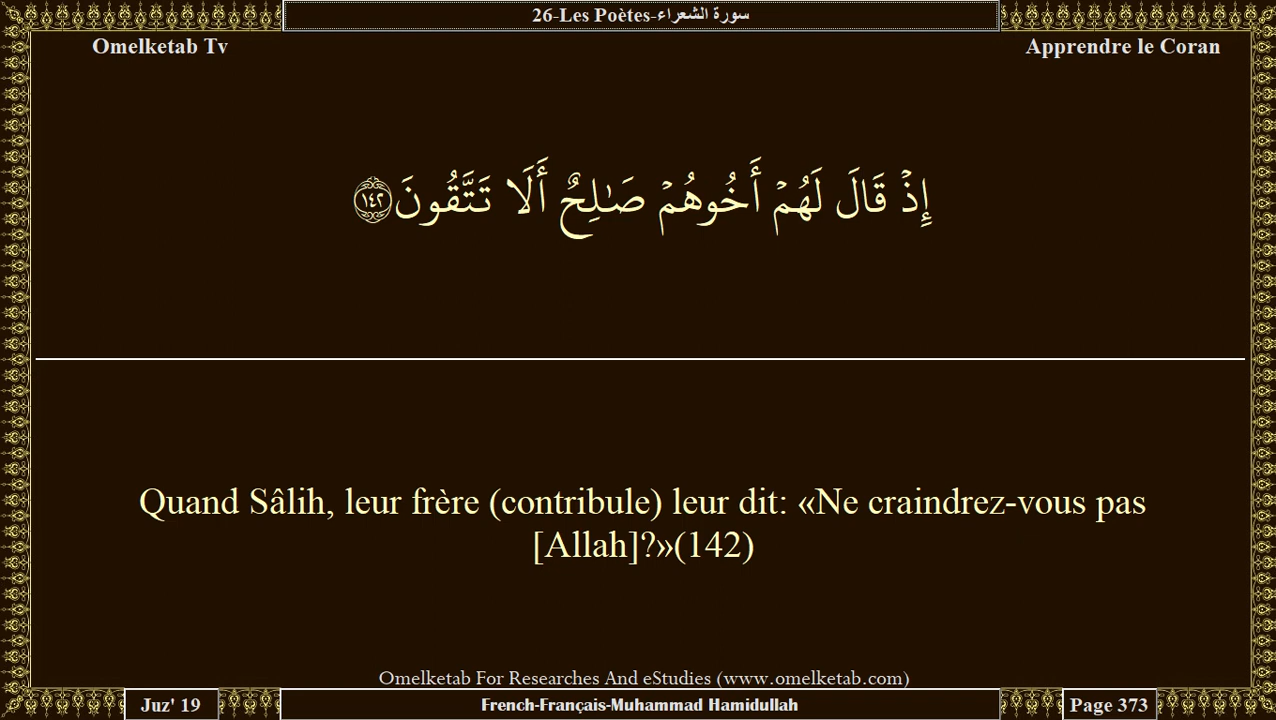 26-Les Poètes-سورة الشعراء
Omelketab Tv
Apprendre le Coran
إِذْ قَالَ لَهُمْ أَخُوهُمْ صَـٰلِحٌ أَلَا تَتَّقُونَ ١٤٢
Quand Sâlih, leur frère (contribule) leur dit: «Ne craindrez-vous pas
[Allah]?»(142)
Omelketab For Researches And eStudies (www.omelketab.com)
Juz' 19
French-Français-Muhammad Hamidullah
Page 373